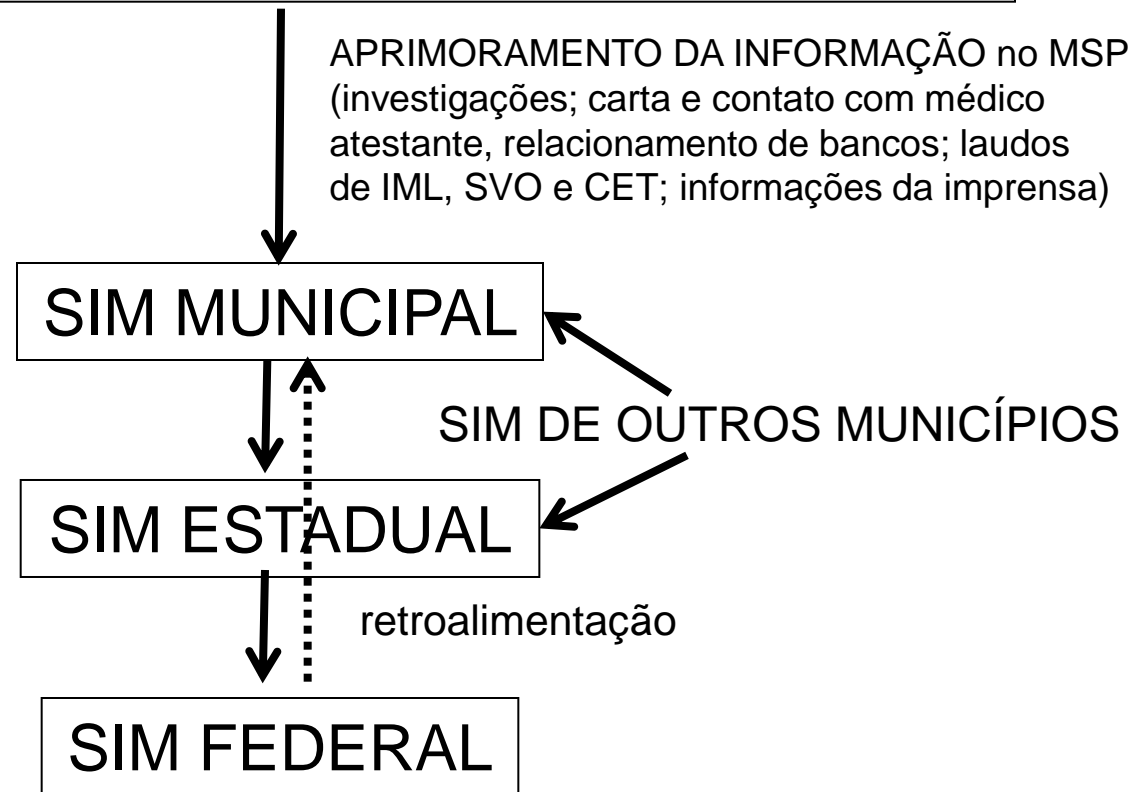 APRIMORAMENTO DA INFORMAÇÃO no MSP
(investigações; carta e contato com médico
atestante, relacionamento de bancos; laudos
de IML, SVO e CET; informações da imprensa)
SIM MUNICIPAL
SIM DE OUTROS MUNICÍPIOS
SIM ESTADUAL
retroalimentação
SIM FEDERAL